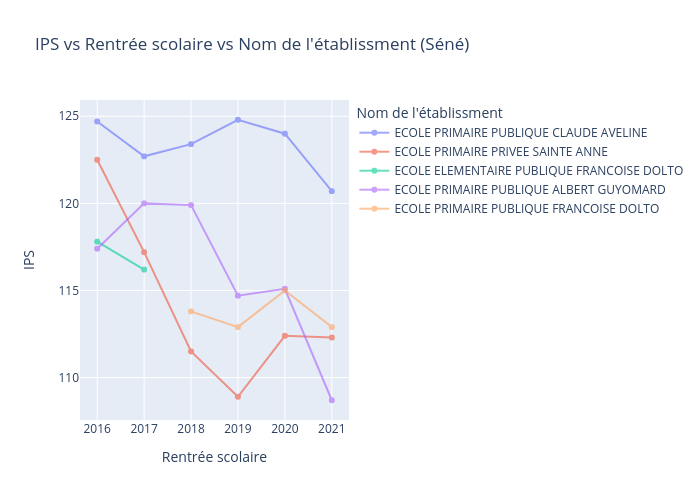 IPS vs Rentrée scolaire vs Nom de l'établissment (Séné)
Nom de l'établissment
ECOLE PRIMAIRE PUBLIQUE CLAUDE AVELINE
ECOLE PRIMAIRE PRIVEE SAINTE ANNE
ECOLE ELEMENTAIRE PUBLIQUE FRANCOISE DOLTO
ECOLE PRIMAIRE PUBLIQUE ALBERT GUYOMARD
ECOLE PRIMAIRE PUBLIQUE FRANCOISE DOLTO
125
120
115
110
IPS
2016 2017 2018 2019 2020 2021
Rentrée scolaire